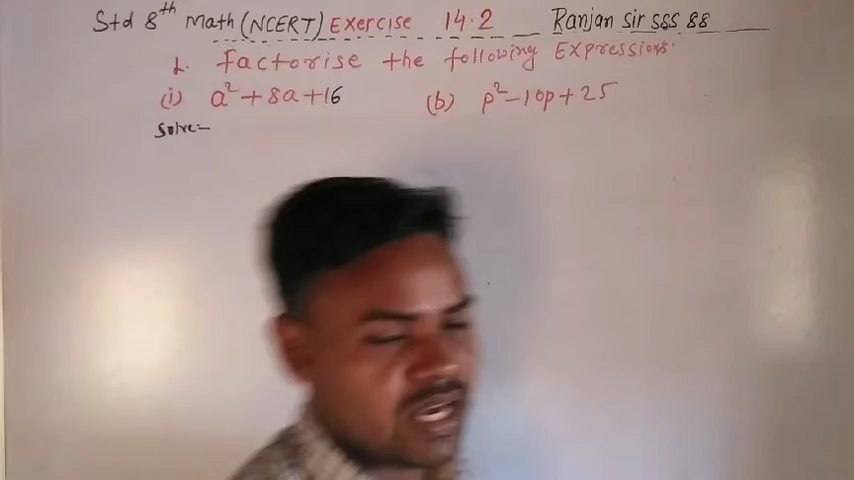 Std 8th Math (NCERT) Exercise 14.2 Ranjan Sir SSS 88
1. Factorise the following Expressions.
(i) a²+8a+16 (b) p²-10p+25
Solve:-